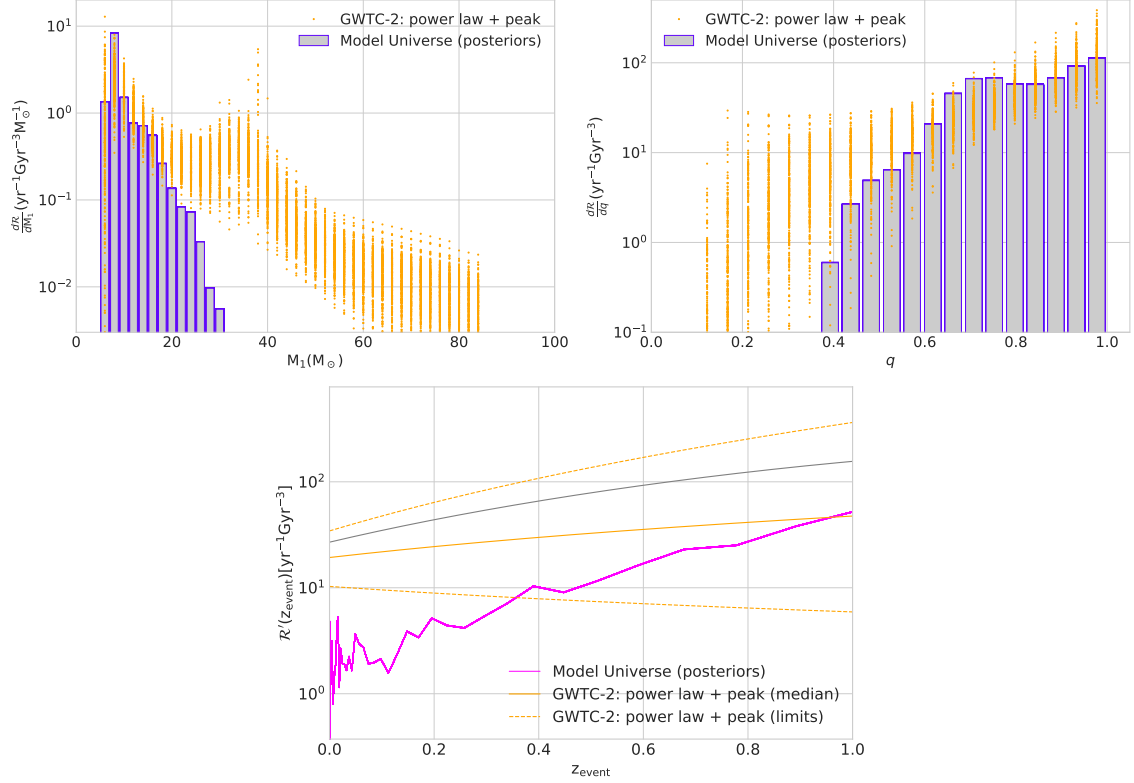 GWTC-2: power law + peak
Model Universe (posteriors)
dR/dM₁ (yr⁻¹Gyr⁻³M⊙⁻¹)
10¹
10⁰
10⁻¹
10⁻²
0 20 40 60 80 100
M₁(M⊙)
GWTC-2: power law + peak
Model Universe (posteriors)
dR/dq (yr⁻¹Gyr⁻³)
10²
10¹
10⁰
10⁻¹
0.0 0.2 0.4 0.6 0.8 1.0
q
R′(z_event)[yr⁻¹Gyr⁻³]
10²
10¹
10⁰
Model Universe (posteriors)
GWTC-2: power law + peak (median)
GWTC-2: power law + peak (limits)
0.0 0.2 0.4 0.6 0.8 1.0
z_event